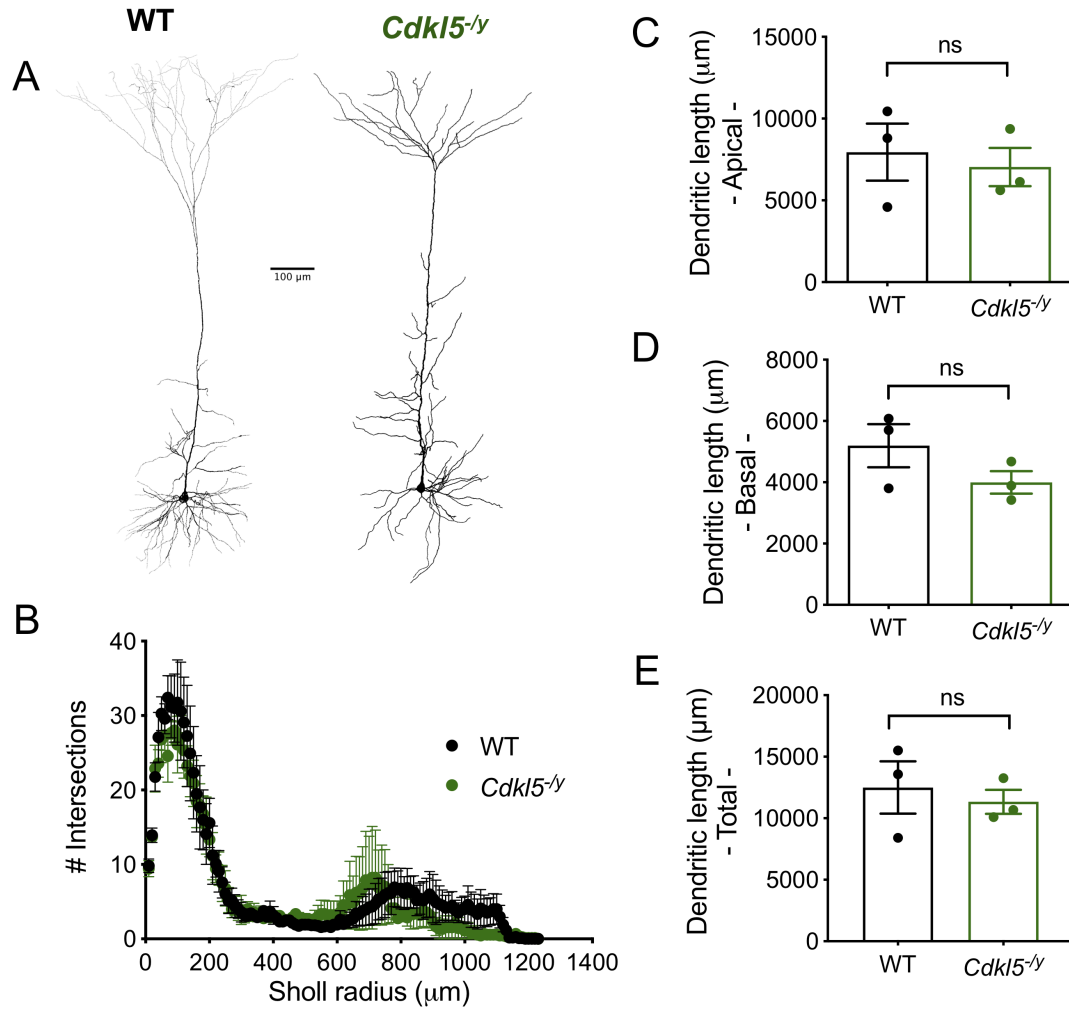 WT
Cdkl5-/y
A
100 μm
B
40
30
20
10
0
# Intersections
WT
Cdkl5-/y
0 200 400 600 800 1000 1200 1400
Sholl radius (μm)
C
Dendritic length (μm)
- Apical -
15000
10000
5000
0
ns
WT
Cdkl5-/y
D
Dendritic length (μm)
- Basal -
8000
6000
4000
2000
0
ns
WT
Cdkl5-/y
E
Dendritic length (μm)
- Total -
20000
15000
10000
5000
0
ns
WT
Cdkl5-/y